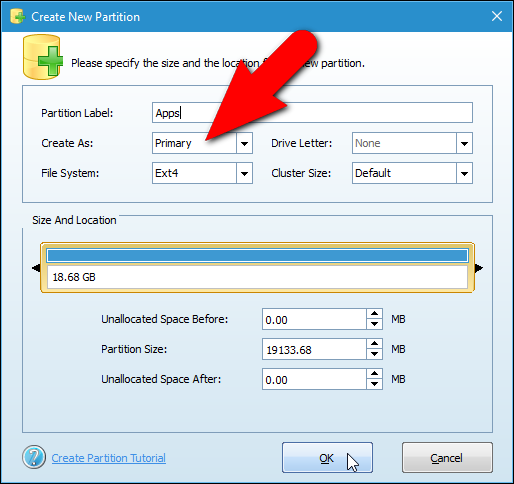 Create New Partition
Please specify the size and the location f new partition.
Partition Label: Apps
Create As: Primary Drive Letter: None
File System: Ext4 Cluster Size: Default
Size And Location
18.68 GB
Unallocated Space Before: 0.00 MB
Partition Size: 19133.68 MB
Unallocated Space After: 0.00 MB
Create Partition Tutorial OK Cancel